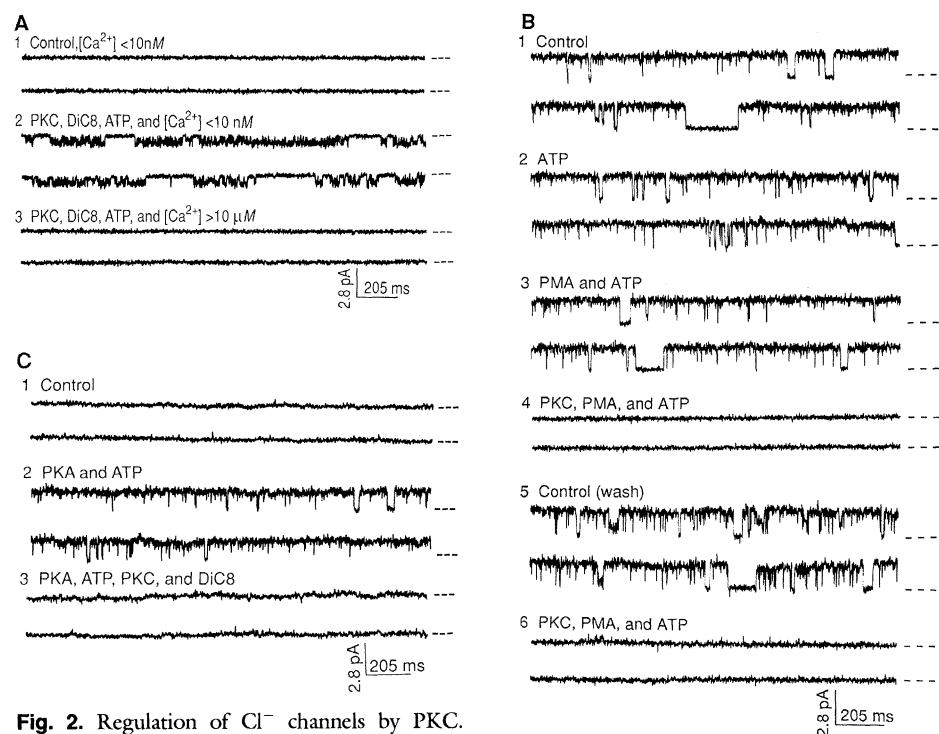 A
1 Control,[Ca²⁺] <10nM
2 PKC, DiC8, ATP, and [Ca²⁺] <10 nM
3 PKC, DiC8, ATP, and [Ca²⁺] >10 µM
2.8 pA
205 ms
C
1 Control
2 PKA and ATP
3 PKA, ATP, PKC, and DiC8
2.8 pA
205 ms
Fig. 2. Regulation of Cl⁻ channels by PKC.
B
1 Control
2 ATP
3 PMA and ATP
4 PKC, PMA, and ATP
5 Control (wash)
6 PKC, PMA, and ATP
2.8 pA
205 ms